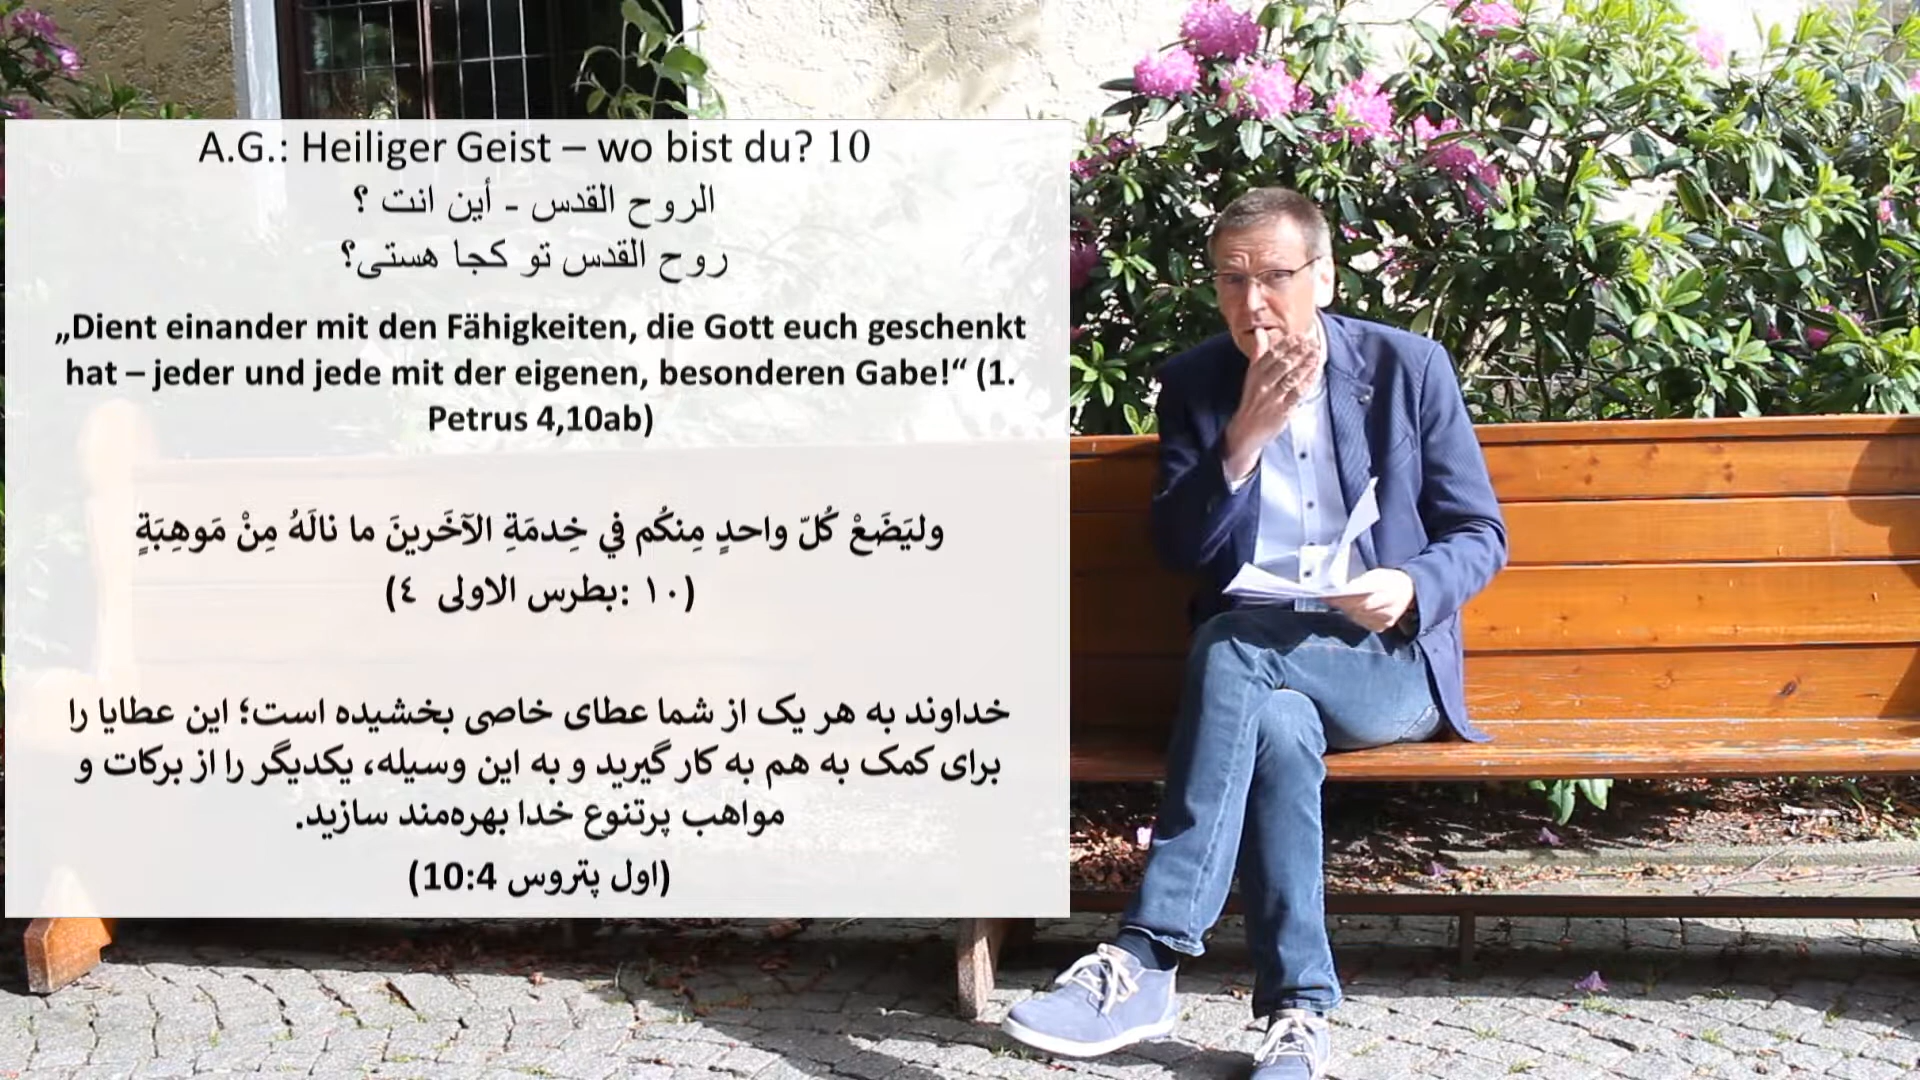 A.G.: Heiliger Geist – wo bist du? 10
الروح القدس - أين انت ؟
روح القدس تو كجا هستى؟
„Dient einander mit den Fähigkeiten, die Gott euch geschenkt
hat – jeder und jede mit der eigenen, besonderen Gabe!“ (1.
Petrus 4,10ab)
وليَضَعْ كُلّ واحدٍ مِنكُم في خِدمَةِ الآخَرينَ ما نالَهُ مِنْ مَوهِبَةٍ
(١٠ :بطرس الاولى ٤)
خداوند به هر یک از شما عطای خاصی بخشیده است؛ این عطایا را
برای کمک به هم به کار گیرید و به این وسیله، یکدیگر را از برکات و
مواهب پرتنوع خدا بهره‌مند سازید.
(اول پتروس 10:4)